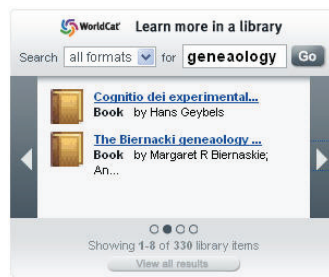 WorldCat® Learn more in a library
Search all formats for geneaology Go
Cognitio dei experimental...
Book by Hans Geybels
The Biernacki geneaology ...
Book by Margaret R Biernaskie;
An...
Showing 1-8 of 330 library items
View all results